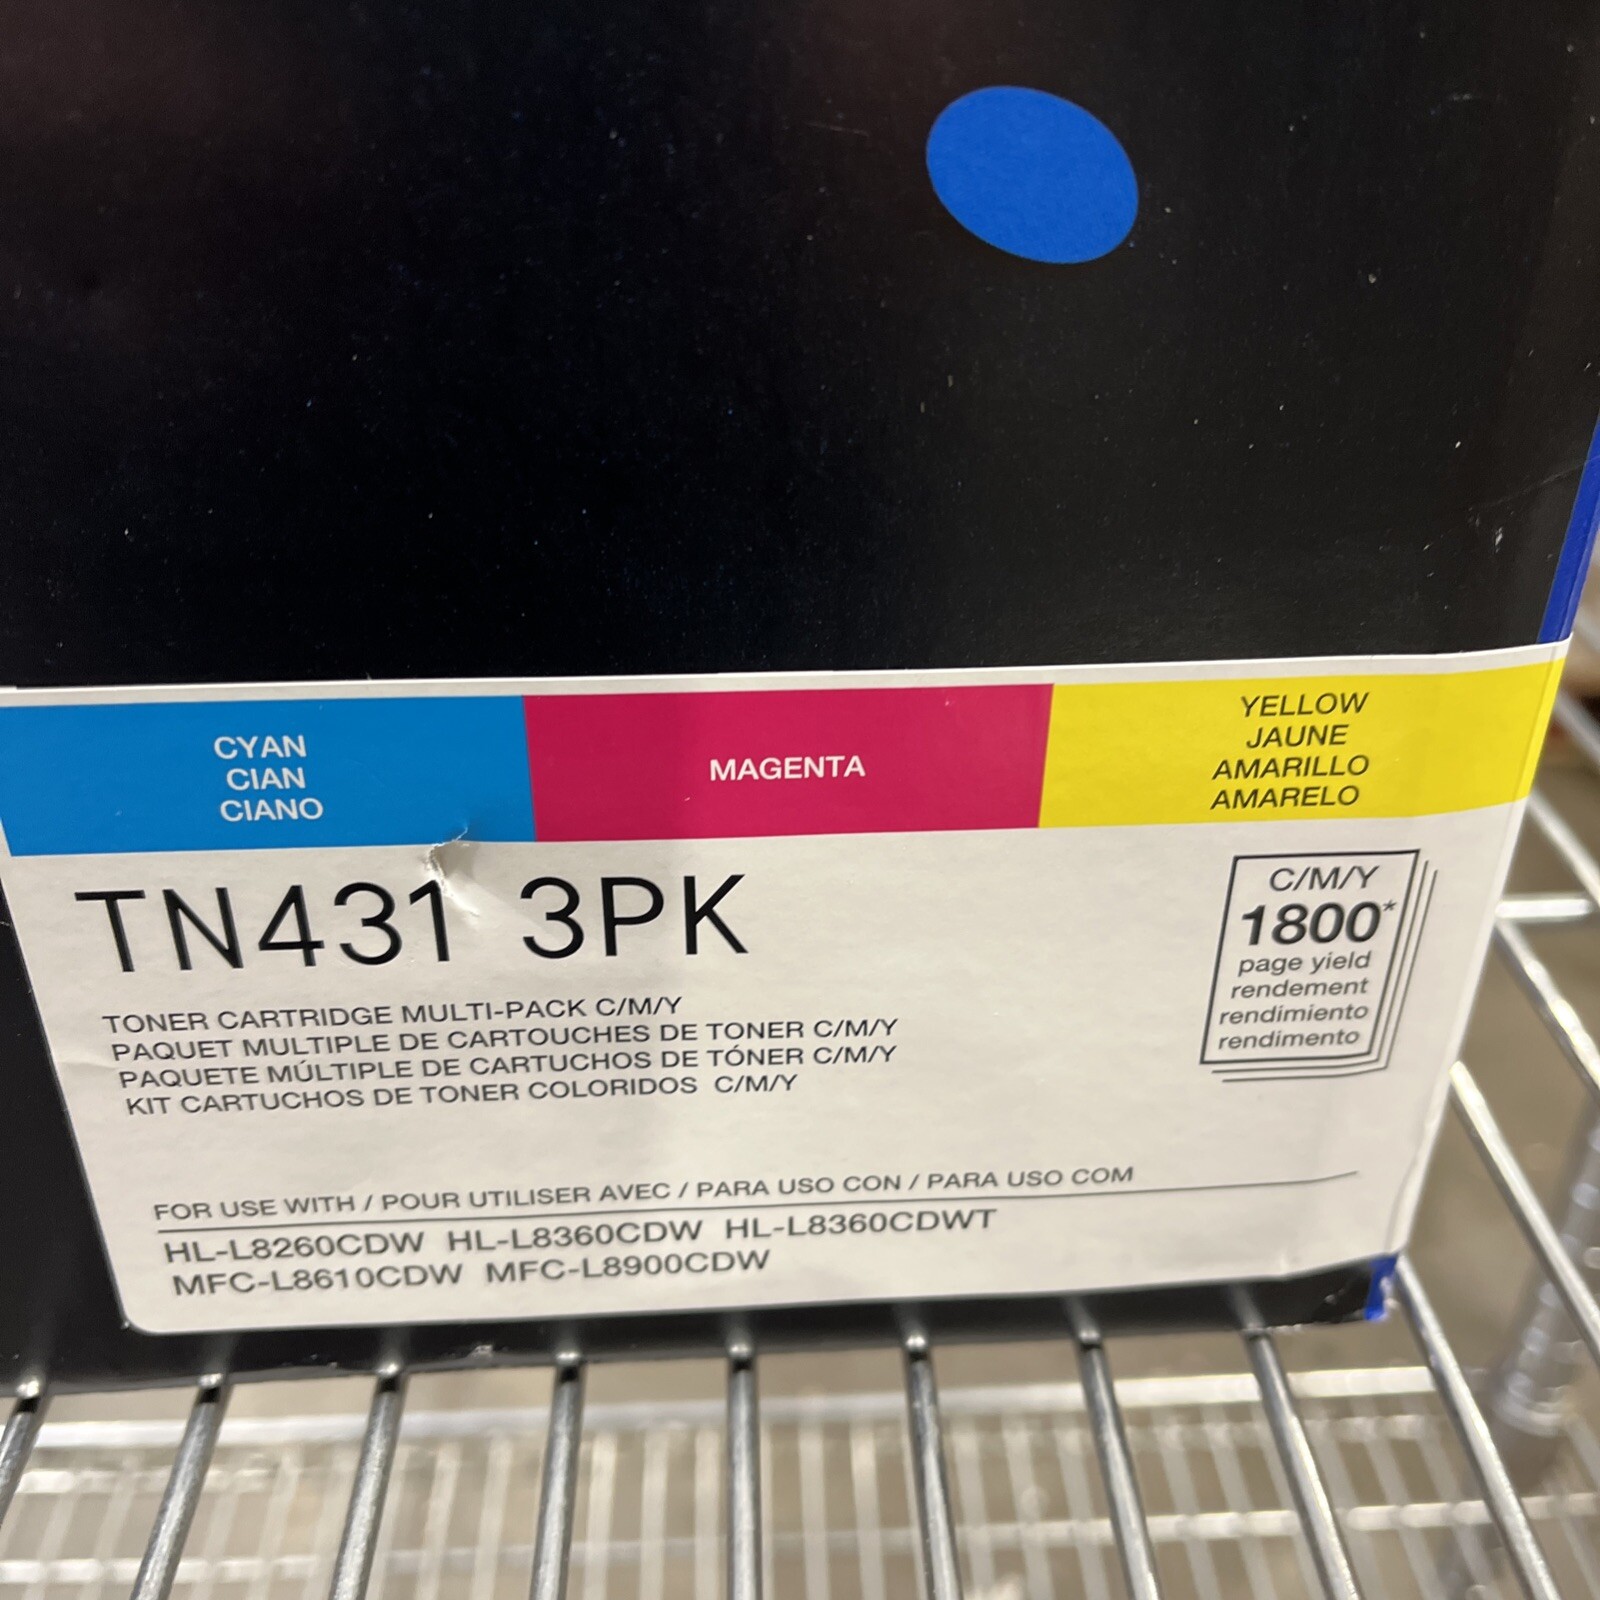 CYAN
CIAN
CIANO
MAGENTA
YELLOW
JAUNE
AMARILLO
AMARELO
TN431 3PK
C/M/Y
1800*
page yield
rendement
rendimiento
rendimento
TONER CARTRIDGE MULTI-PACK C/M/Y
PAQUET MULTIPLE DE CARTOUCHES DE TONER C/M/Y
PAQUETE MÚLTIPLE DE CARTUCHOS DE TÓNER C/M/Y
KIT CARTUCHOS DE TONER COLORIDOS C/M/Y
FOR USE WITH / POUR UTILISER AVEC / PARA USO CON / PARA USO COM
HL-L8260CDW HL-L8360CDW HL-L8360CDWT
MFC-L8610CDW MFC-L8900CDW